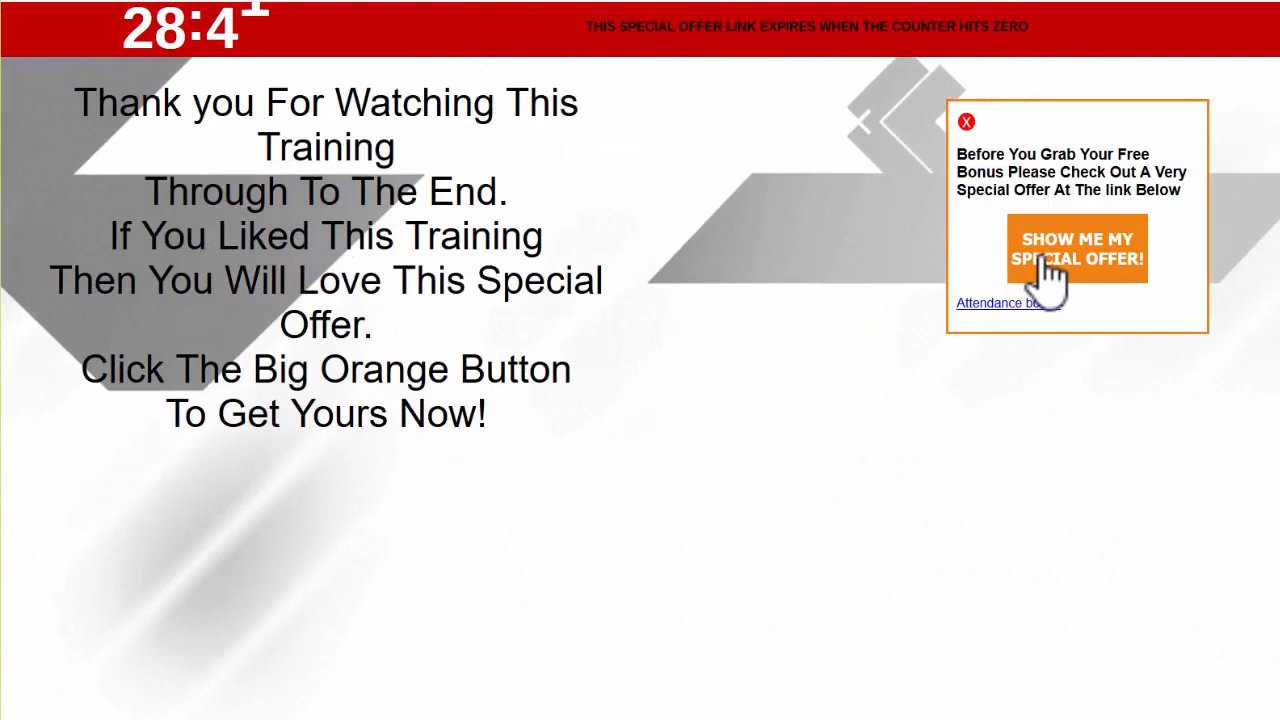 28:4
THIS SPECIAL OFFER LINK EXPIRES WHEN THE COUNTER HITS ZERO
Thank you For Watching This
Training
Through To The End.
If You Liked This Training
Then You Will Love This Special
Offer.
Click The Big Orange Button
To Get Yours Now!
X
Before You Grab Your Free
Bonus Please Check Out A Very
Special Offer At The link Below
SHOW ME MY
SPECIAL OFFER!
Attendance